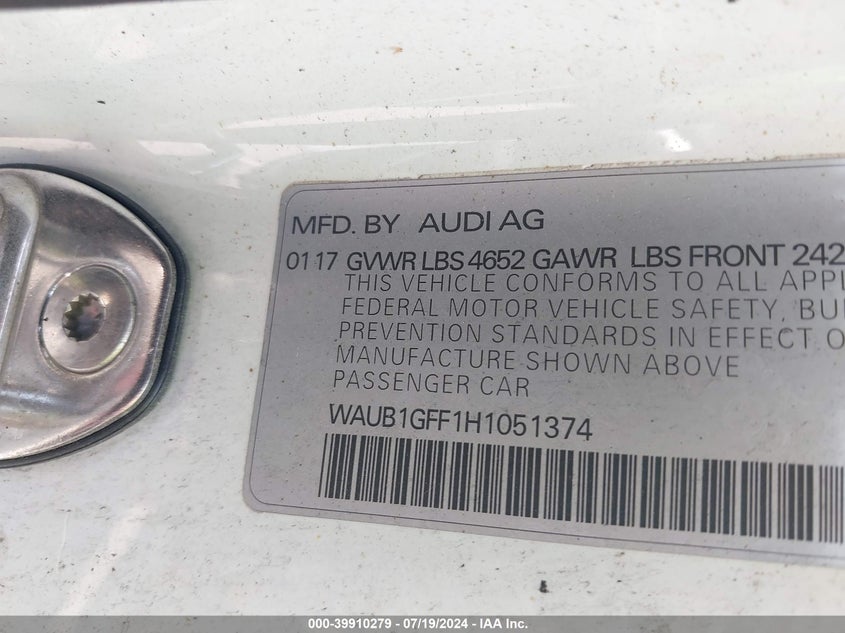 MFD. BY AUDI AG
01 17 GVWR LBS 4652 GAWR LBS FRONT 242
THIS VEHICLE CONFORMS TO ALL APPL
FEDERAL MOTOR VEHICLE SAFETY, BU
PREVENTION STANDARDS IN EFFECT O
MANUFACTURE SHOWN ABOVE
PASSENGER CAR
WAUB1GFF1H1051374
000-39910279 - 07/19/2024 - IAA Inc.